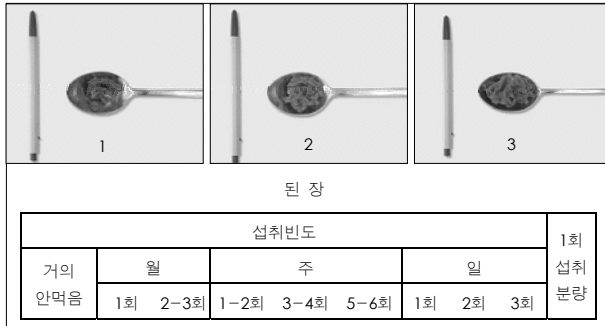 1
2
3
된 장
섭취빈도
1회
섭취
분량
거의
안먹음
월
주
일
1회
2-3회
1-2회
3-4회
5-6회
1회
2회
3회